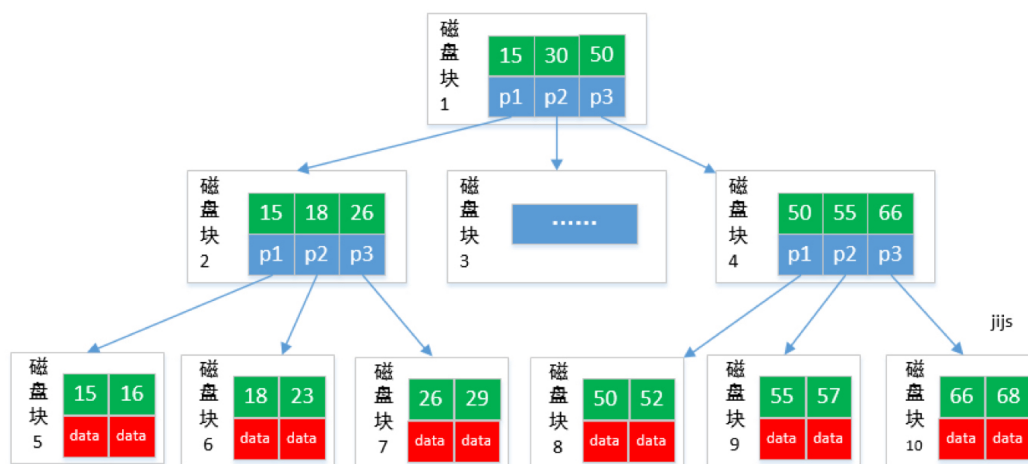 磁盘块1
15 30 50
p1 p2 p3
磁盘块2
15 18 26
p1 p2 p3
磁盘块3
······
磁盘块4
50 55 66
p1 p2 p3
jijs
磁盘块5
15 16
data data
磁盘块6
18 23
data data
磁盘块7
26 29
data data
磁盘块8
50 52
data data
磁盘块9
55 57
data data
磁盘块10
66 68
data data